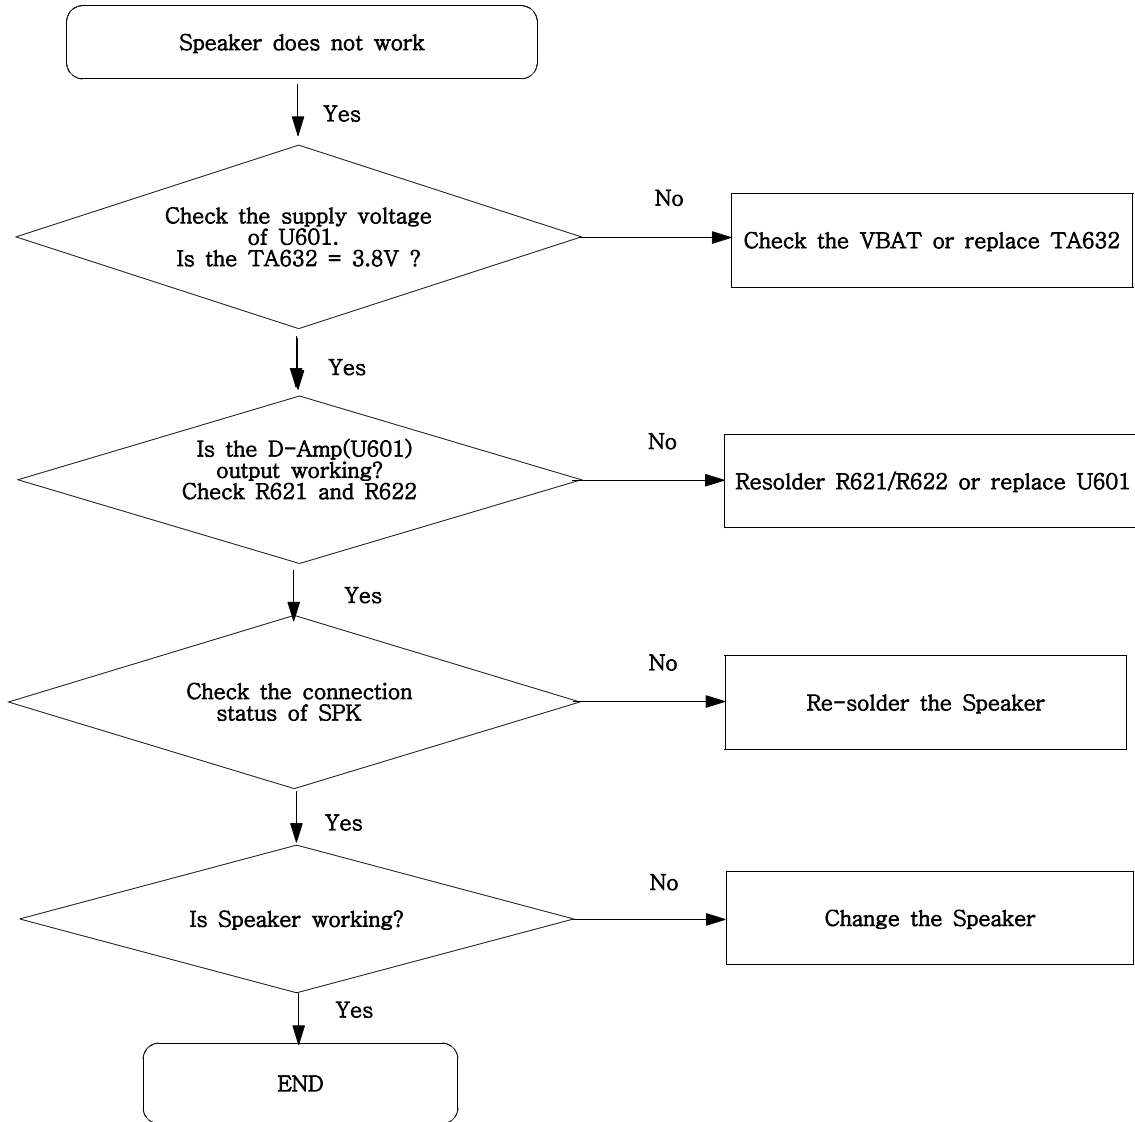 Speaker does not work
Yes
Check the supply voltage
of U601.
Is the TA632 = 3.8V ?
No
Check the VBAT or replace TA632
Yes
Is the D-Amp(U601)
output working?
Check R621 and R622
No
Resolder R621/R622 or replace U601
Yes
Check the connection
status of SPK
No
Re-solder the Speaker
Yes
Is Speaker working?
No
Change the Speaker
Yes
END